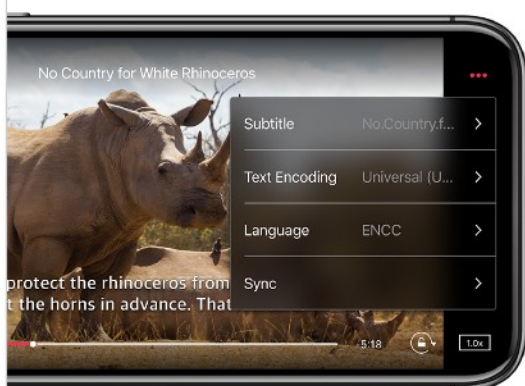 No Country for White Rhinoceros
Subtitle No.Country.f...
Text Encoding Universal (U...
Language ENCC
protect the rhinoceros from
Sync
t the horns in advance. That
5:18 1.0x